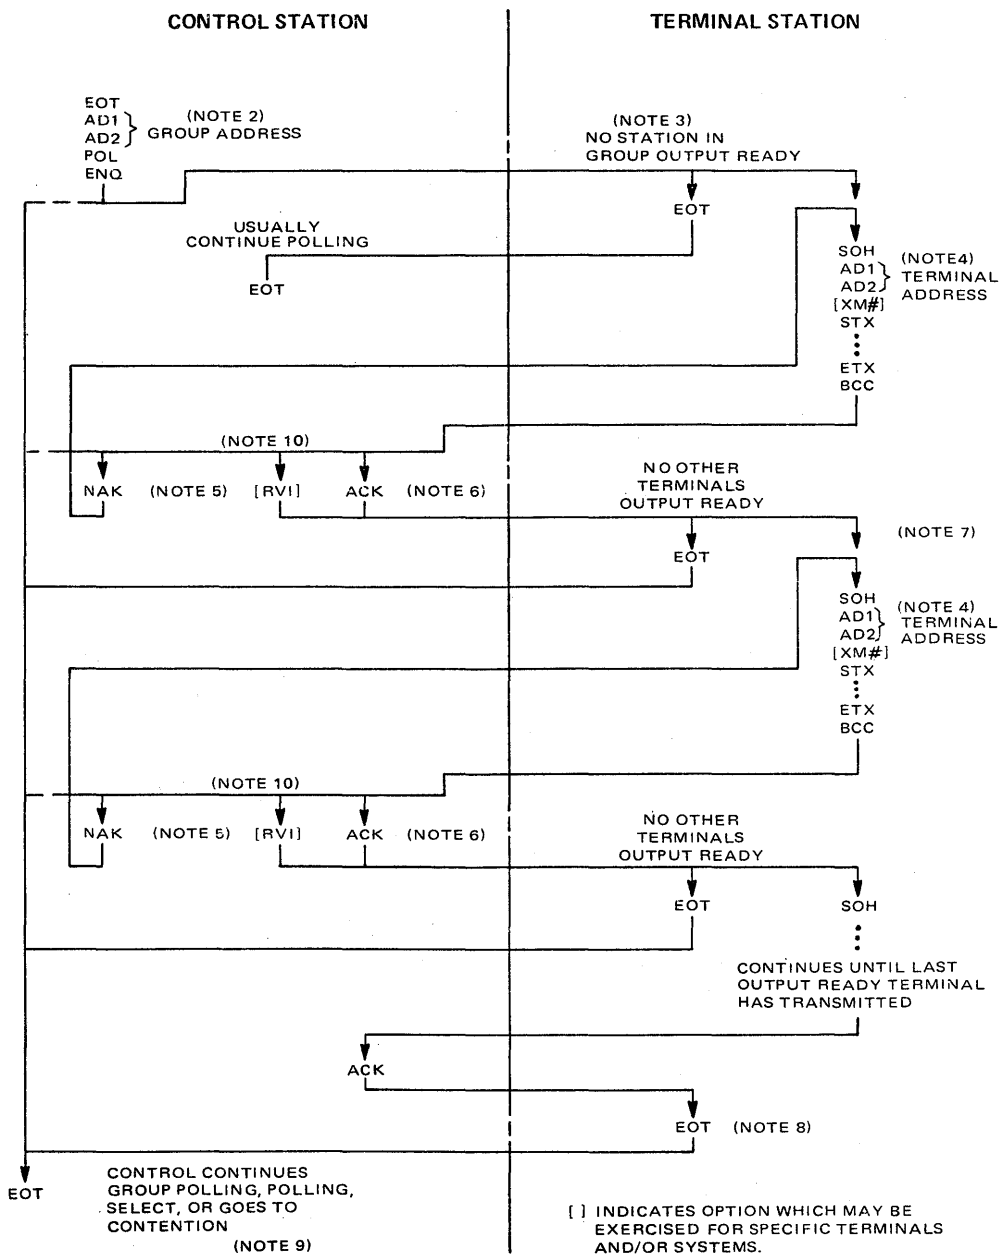 CONTROL STATION
TERMINAL STATION
EOT
AD1
AD2
(NOTE 2)
GROUP ADDRESS
POL
ENQ
(NOTE 3)
NO STATION IN
GROUP OUTPUT READY
EOT
USUALLY
CONTINUE POLLING
EOT
SOH
AD1
AD2
(NOTE4)
TERMINAL
ADDRESS
[XM#]
STX
ETX
BCC
(NOTE 10)
NAK
(NOTE 5)
[RVI]
ACK
(NOTE 6)
NO OTHER
TERMINALS
OUTPUT READY
EOT
(NOTE 7)
SOH
AD1
AD2
(NOTE 4)
TERMINAL
ADDRESS
[XM#]
STX
ETX
BCC
(NOTE 10)
NAK
(NOTE 5)
[RVI]
ACK
(NOTE 6)
NO OTHER
TERMINALS
OUTPUT READY
EOT
SOH
CONTINUES UNTIL LAST
OUTPUT READY TERMINAL
HAS TRANSMITTED
ACK
EOT
(NOTE 8)
EOT
CONTROL CONTINUES
GROUP POLLING, POLLING,
SELECT, OR GOES TO
CONTENTION
(NOTE 9)
[ ] INDICATES OPTION WHICH MAY BE
EXERCISED FOR SPECIFIC TERMINALS
AND/OR SYSTEMS.